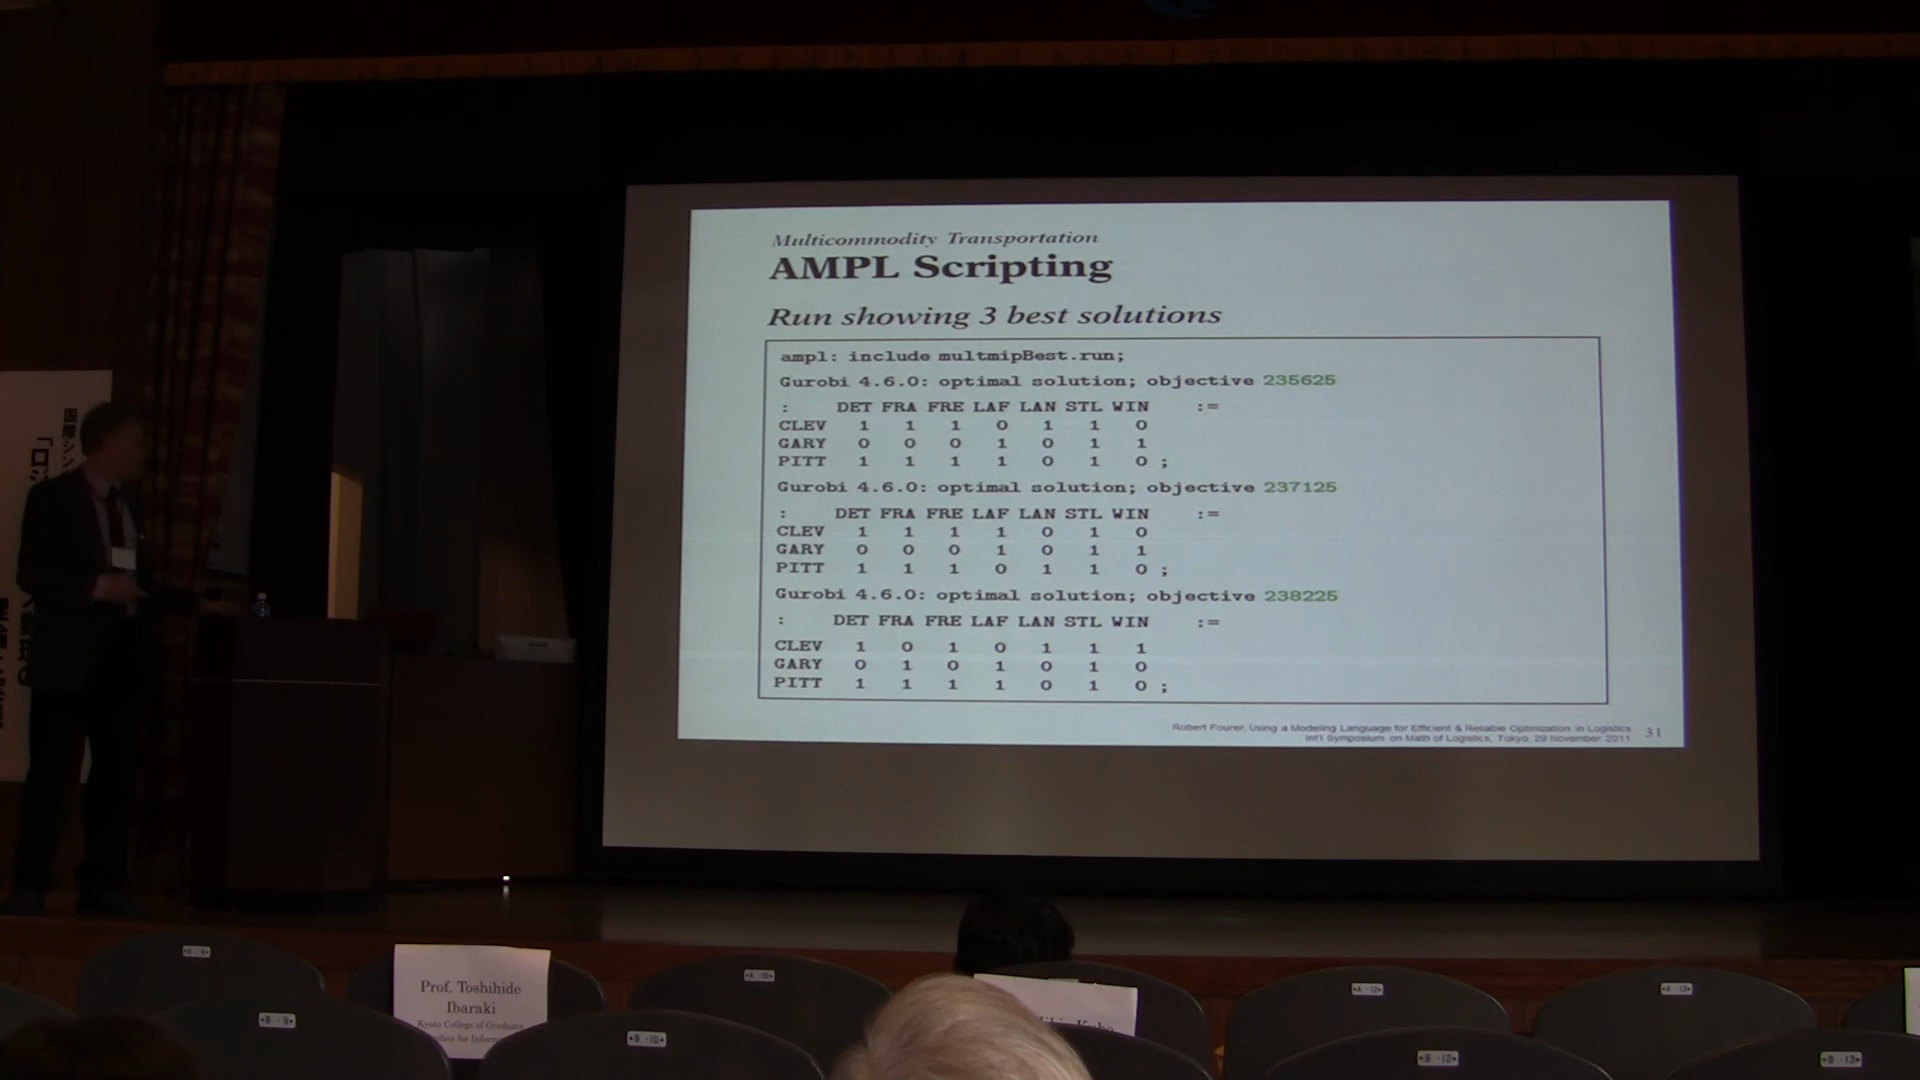 Multicommodity Transportation
AMPL Scripting
Run showing 3 best solutions
ampl: include multmipBest.run;
Gurobi 4.6.0: optimal solution; objective 235625
: DET FRA FRE LAF LAN STL WIN :=
CLEV 1 1 1 0 1 1 0
GARY 0 0 0 1 0 1 1
PITT 1 1 1 1 0 1 0 ;
Gurobi 4.6.0: optimal solution; objective 237125
: DET FRA FRE LAF LAN STL WIN :=
CLEV 1 1 1 1 0 1 0
GARY 0 0 0 1 0 1 1
PITT 1 1 1 0 1 1 0 ;
Gurobi 4.6.0: optimal solution; objective 238225
: DET FRA FRE LAF LAN STL WIN :=
CLEV 1 0 1 0 1 1 1
GARY 0 1 0 1 0 1 0
PITT 1 1 1 1 0 1 0 ;
Robert Fourer, Using a Modeling Language for Efficient & Reliable Optimization in Logistics
Int'l Symposium on Math of Logistics, Tokyo, 29 November 2011
31
Prof. Toshihide
Ibaraki
Kyoto College of Graduate
for
A - 10
A - 12
A - 13
B - 9
B - 10
B - 12
B - 13